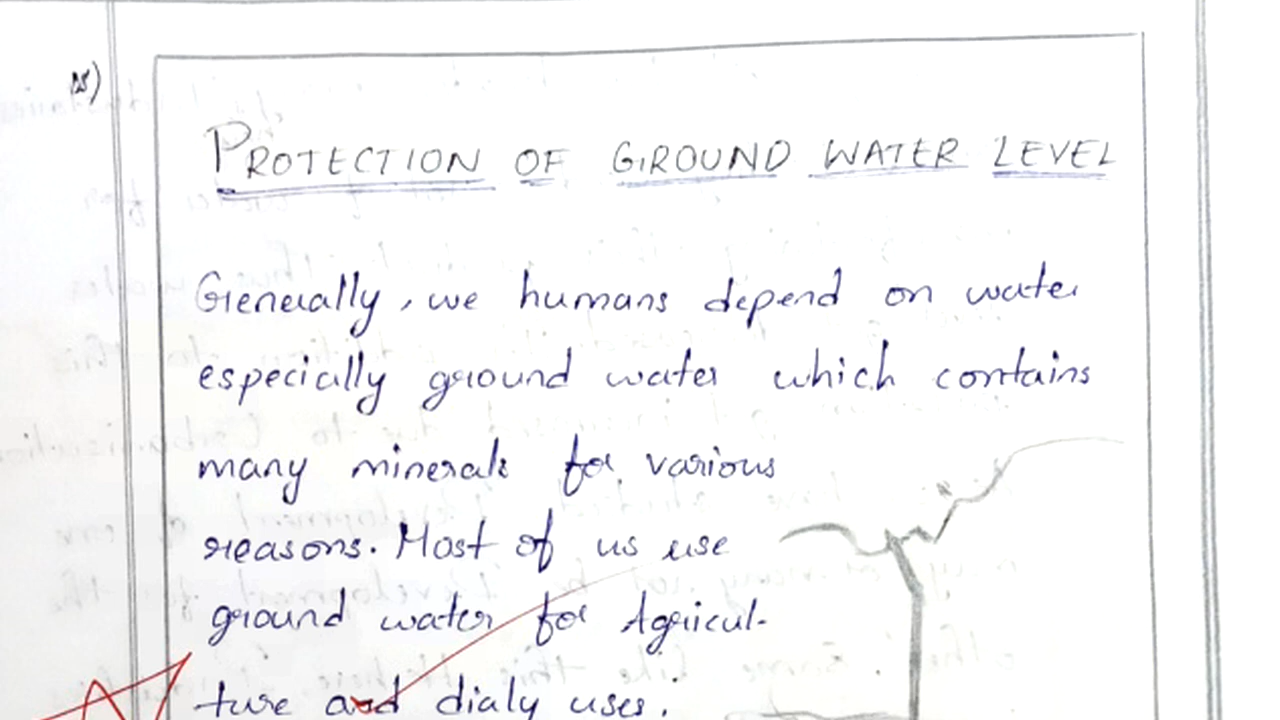 25)
PROTECTION OF GROUND WATER LEVEL
Generally, we humans depend on water
especially ground water which contains
many minerals for various
reasons. Most of us use
ground water for Agricul-
ture and dialy uses.